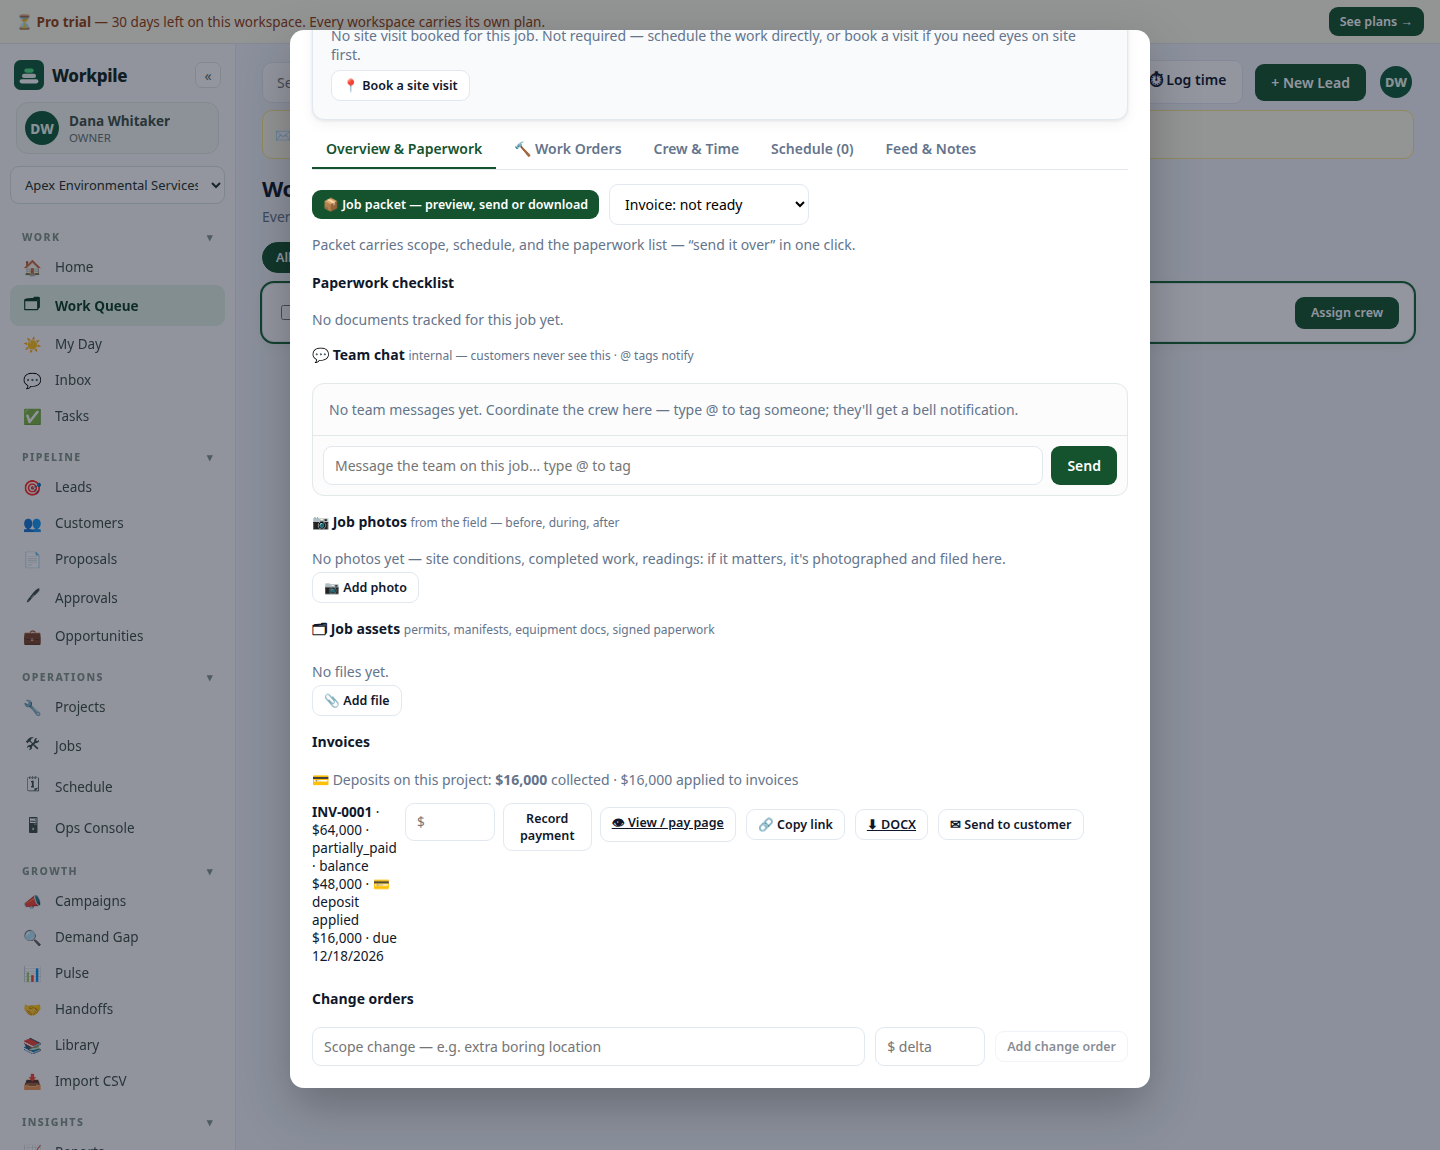 ⏳ Pro trial — 30 days left on this workspace. Every workspace carries its own plan.
See plans →
Workpile
«
DW
Dana Whitaker
OWNER
Apex Environmental Services
WORK
Home
Work Queue
My Day
Inbox
Tasks
PIPELINE
Leads
Customers
Proposals
Approvals
Opportunities
OPERATIONS
Projects
Jobs
Schedule
Ops Console
GROWTH
Campaigns
Demand Gap
Pulse
Handoffs
Library
Import CSV
INSIGHTS
Se
⏱ Log time
+ New Lead
DW
Wo
Ever
All
Assign crew
No site visit booked for this job. Not required — schedule the work directly, or book a visit if you need eyes on site
first.
📍 Book a site visit
Overview & Paperwork
🔨 Work Orders
Crew & Time
Schedule (0)
Feed & Notes
📦 Job packet — preview, send or download
Invoice: not ready
Packet carries scope, schedule, and the paperwork list — “send it over” in one click.
Paperwork checklist
No documents tracked for this job yet.
💬 Team chat internal — customers never see this · @ tags notify
No team messages yet. Coordinate the crew here — type @ to tag someone; they'll get a bell notification.
Message the team on this job... type @ to tag
Send
📷 Job photos from the field — before, during, after
No photos yet — site conditions, completed work, readings: if it matters, it's photographed and filed here.
📷 Add photo
🗂 Job assets permits, manifests, equipment docs, signed paperwork
No files yet.
📎 Add file
Invoices
💳 Deposits on this project: $16,000 collected · $16,000 applied to invoices
INV-0001 ·
$64,000 ·
partially_paid
· balance
$48,000 · 💳
deposit
applied
$16,000 · due
12/18/2026
$
Record
payment
👁 View / pay page
🔗 Copy link
⬇ DOCX
✉ Send to customer
Change orders
Scope change — e.g. extra boring location
$ delta
Add change order